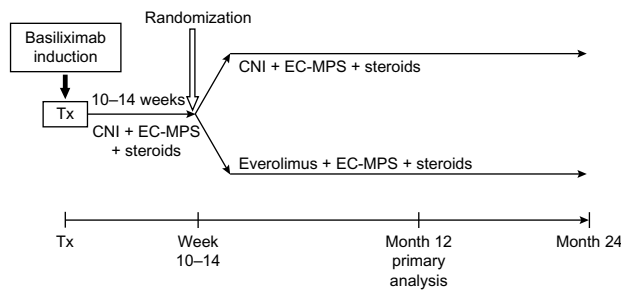 Randomization
Basiliximab
induction
Tx
10–14 weeks
CNI + EC-MPS
+ steroids
CNI + EC-MPS + steroids
Everolimus + EC-MPS + steroids
Tx
Week
10–14
Month 12
primary
analysis
Month 24